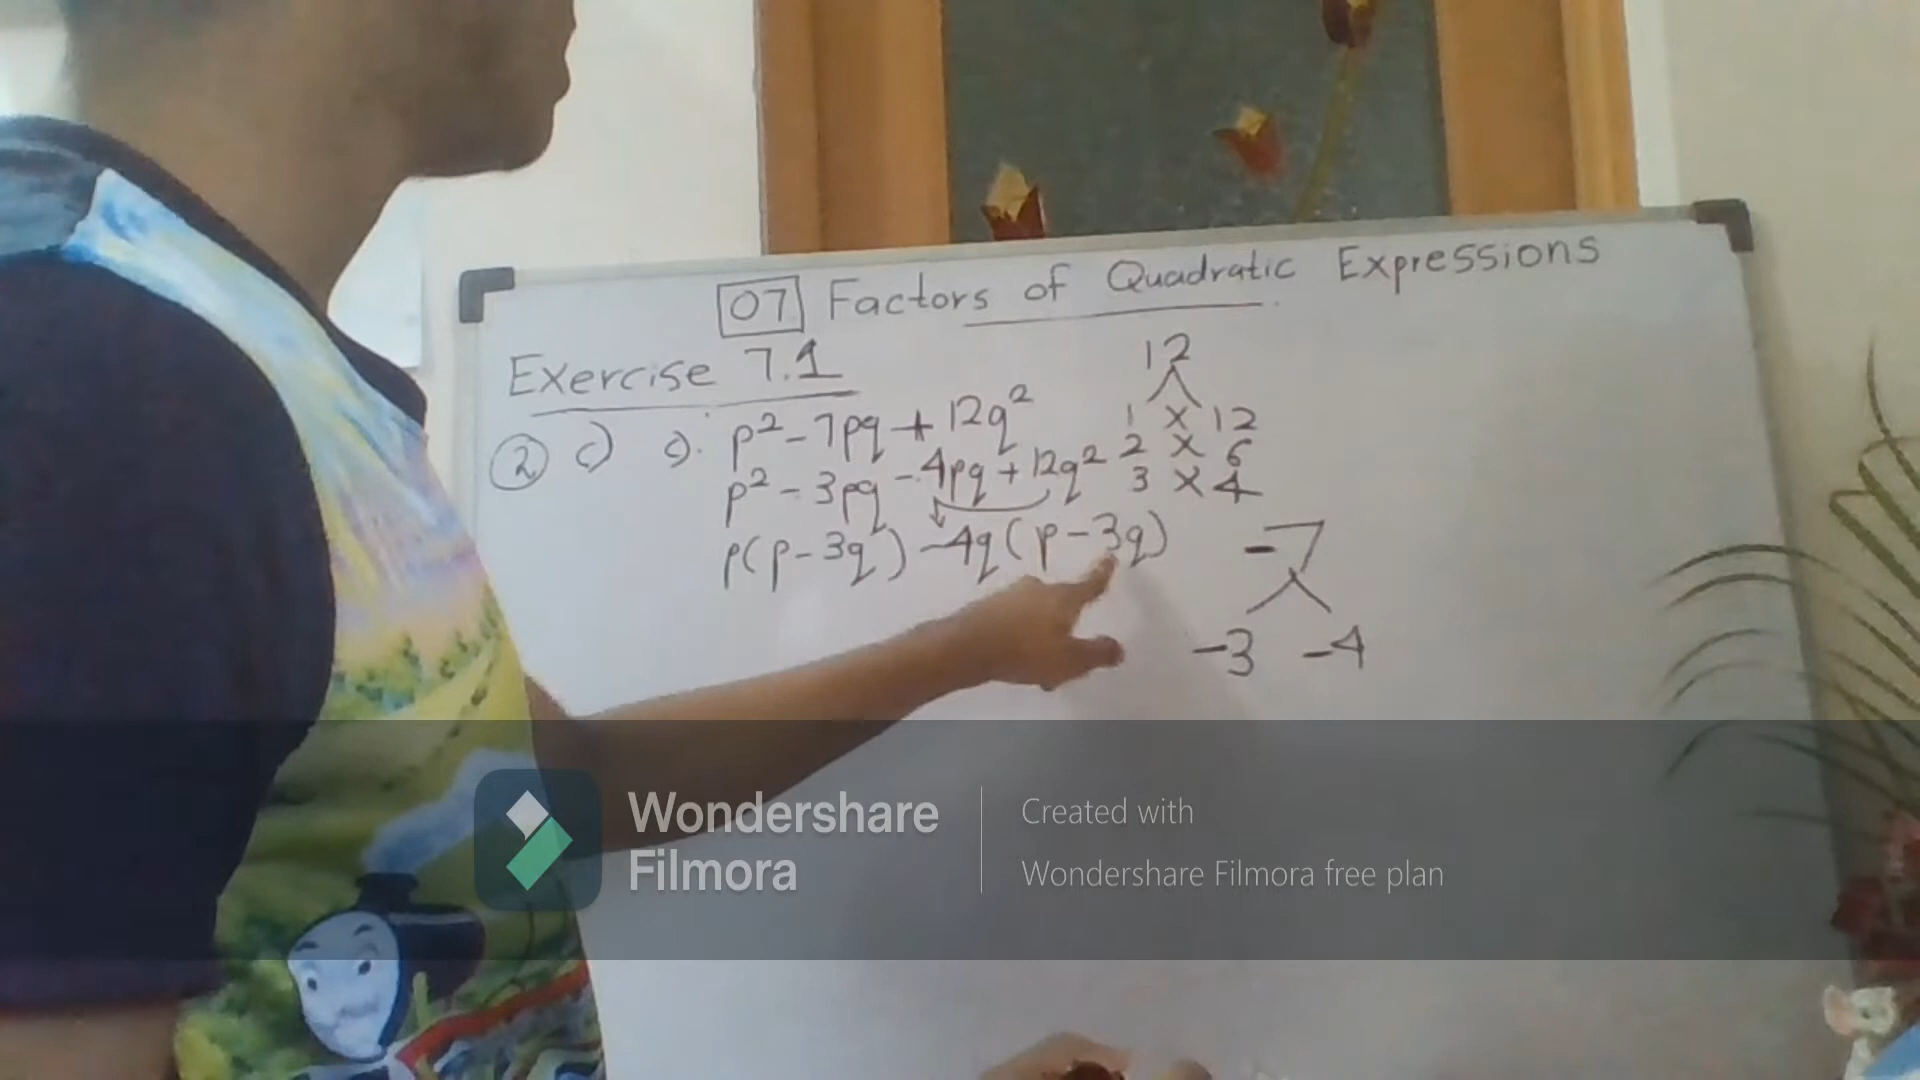 07 Factors of Quadratic Expressions
Exercise 7.1
② c) p² - 7pq + 12q²
p² - 3pq - 4pq + 12q²
p(p - 3q) - 4q(p - 3q)
12
1 x 12
2 x 6
3 x 4
-7
-3 -4
Wondershare
Filmora
Created with
Wondershare Filmora free plan